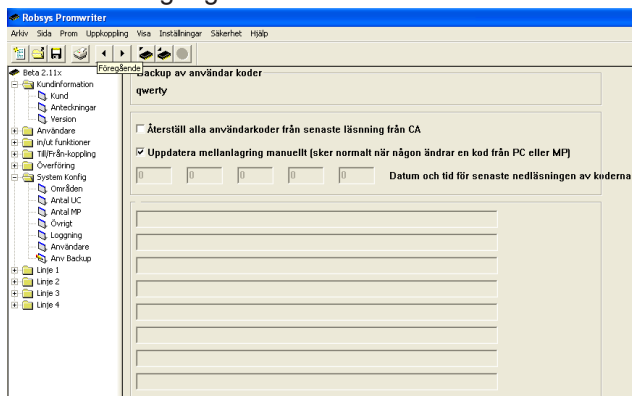 Robsys Promwriter
Arkiv Sida Prom Uppkoppling Visa Inställningar Säkerhet Hjälp
Föregående
Beta 2.11x
Kundinformation
Kund
Anteckningar
Version
Användare
in/ut funktioner
Till/Från-koppling
Överföring
System Konfig
Områden
Antal UC
Antal MP
Övrigt
Loggning
Användare
Anv Backup
Linje 1
Linje 2
Linje 3
Linje 4
Backup av användar koder
qwerty
Återställ alla användarkoder från senaste läsnning från CA
Uppdatera mellanlagring manuellt (sker normalt när någon ändrar en kod från PC eller MP)
0 0 0 0 0 Datum och tid för senaste nedläsningen av koderna